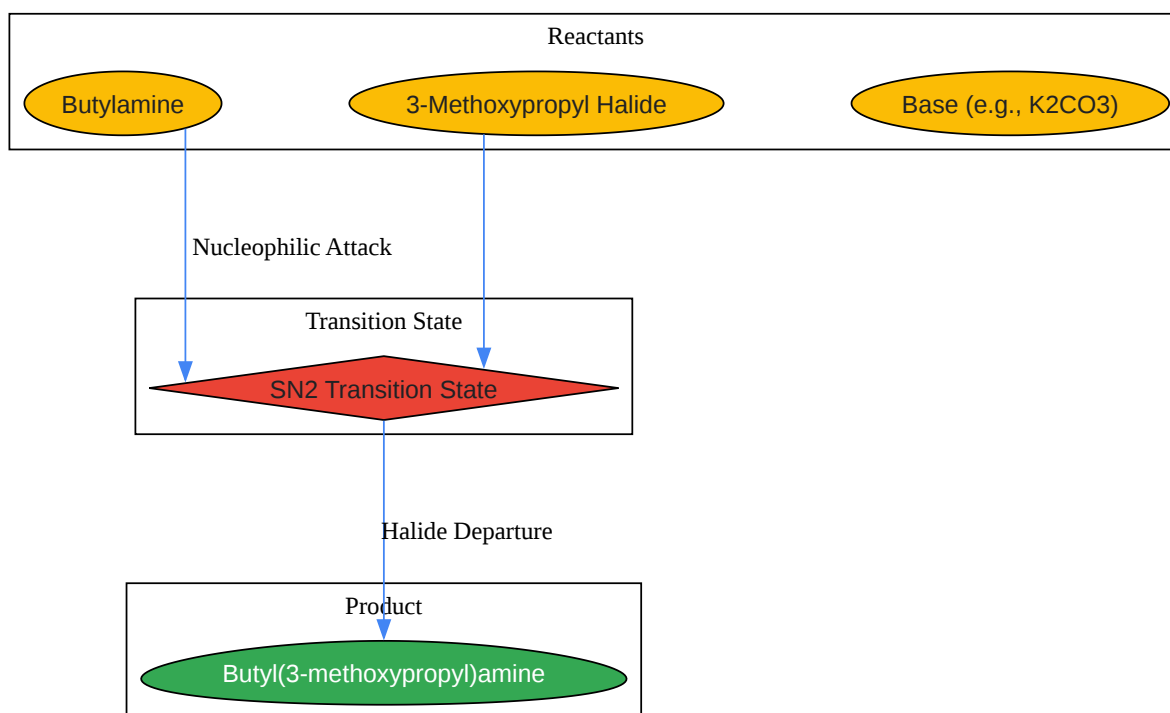 Reactants
Butylamine
3-Methoxypropyl Halide
Base (e.g., K2CO3)
Nucleophilic Attack
Transition State
SN2 Transition State
Halide Departure
Product
Butyl(3-methoxypropyl)amine